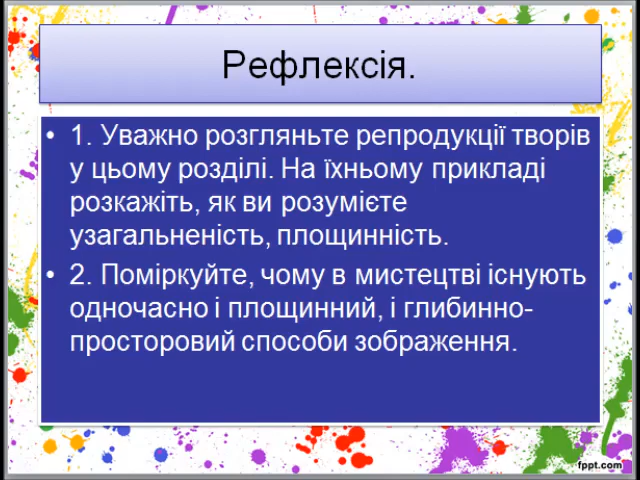 Рефлексія.
• 1. Уважно розгляньте репродукції творів
у цьому розділі. На їхньому прикладі
розкажіть, як ви розумієте
узагальненість, площинність.
• 2. Поміркуйте, чому в мистецтві існують
одночасно і площинний, і глибинно-
просторовий способи зображення.
fppt.com